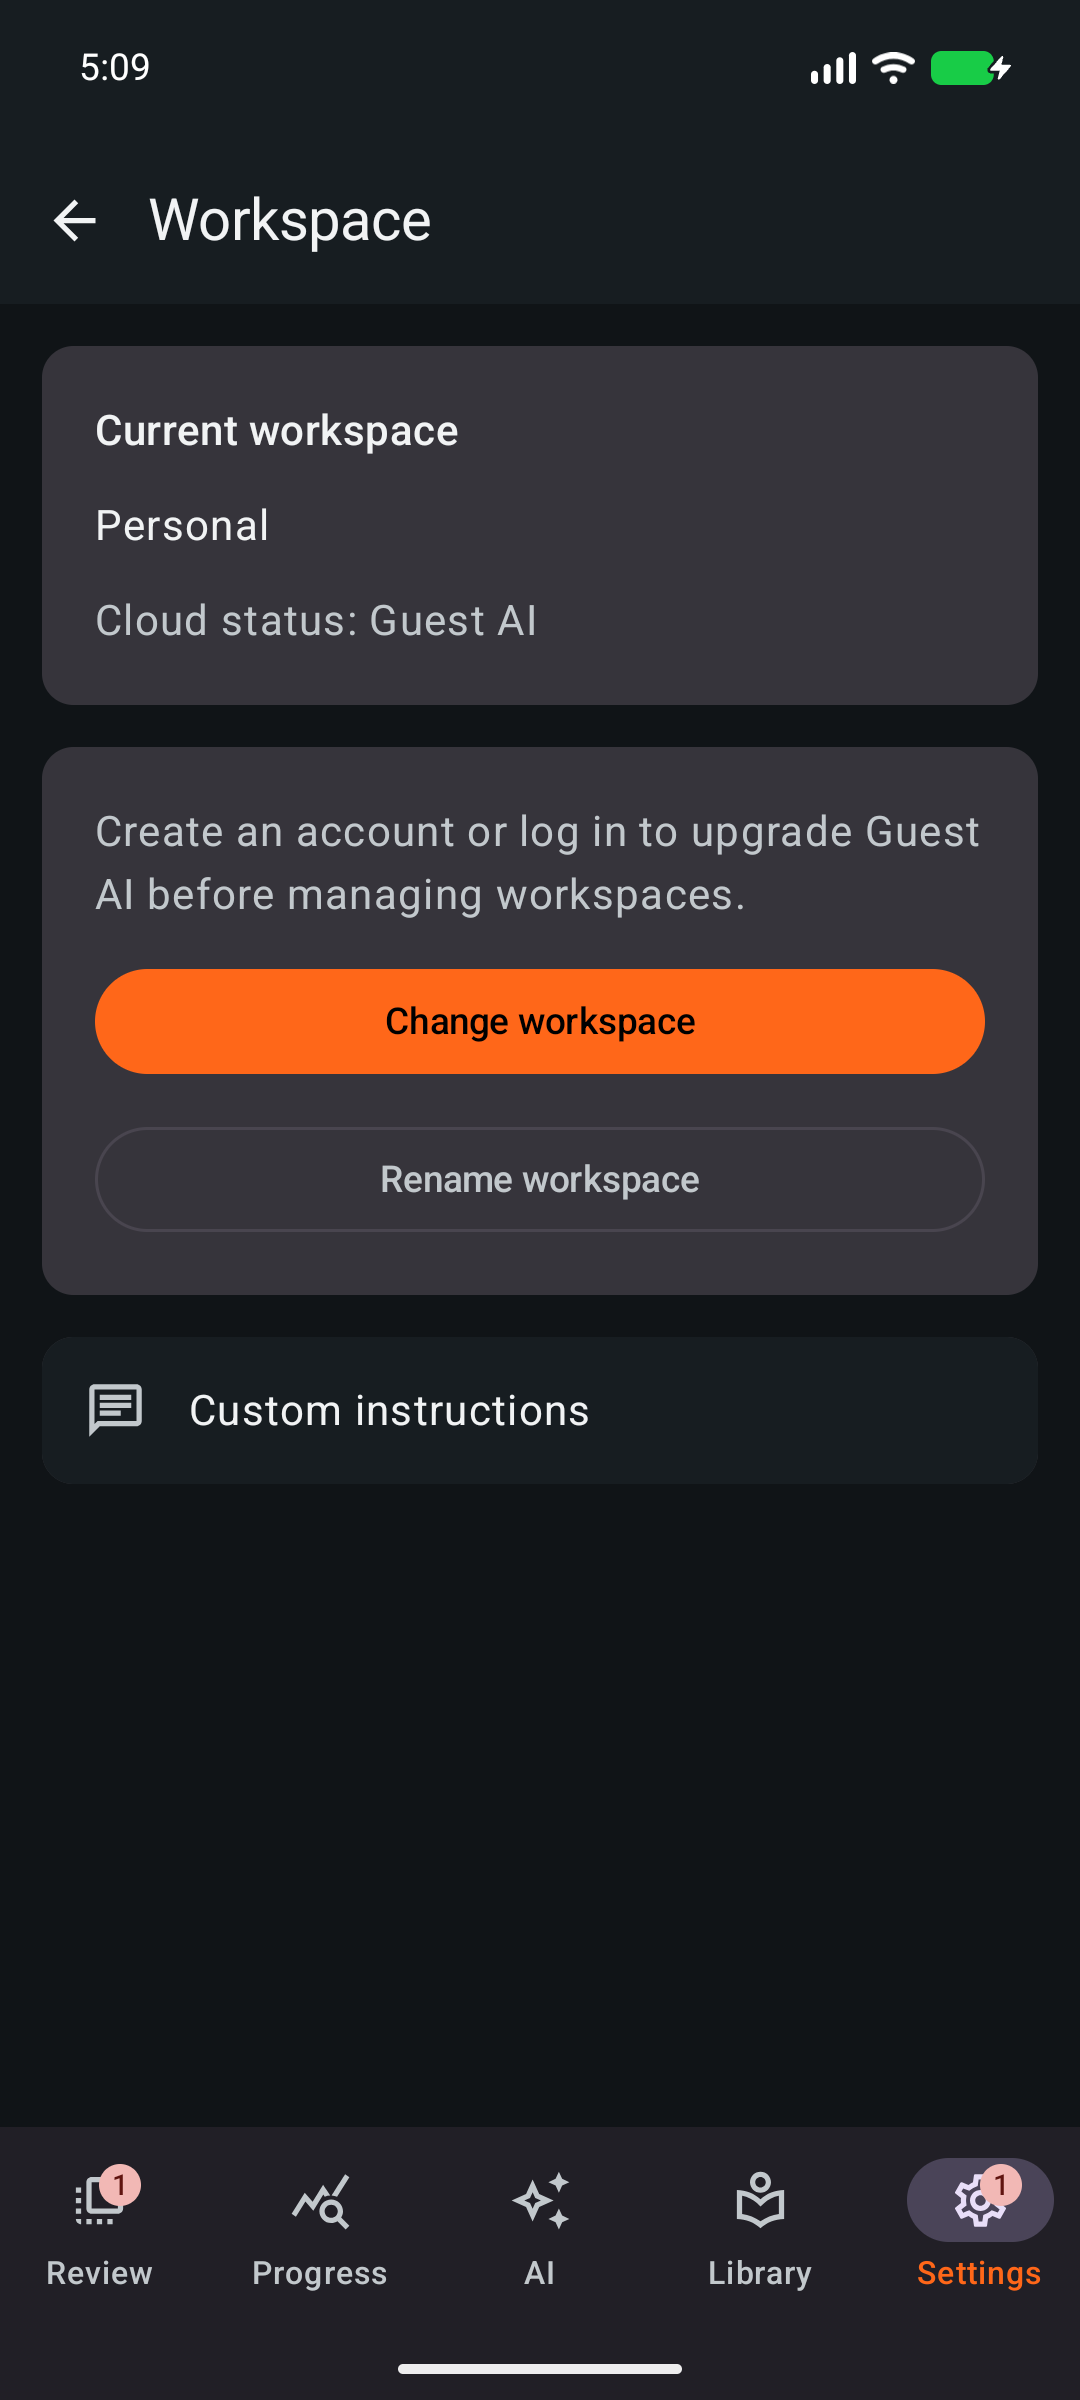 5:09
Workspace
Current workspace
Personal
Cloud status: Guest AI
Create an account or log in to upgrade Guest
AI before managing workspaces.
Change workspace
Rename workspace
Custom instructions
1
1
Review
Progress
AI
Library
Settings